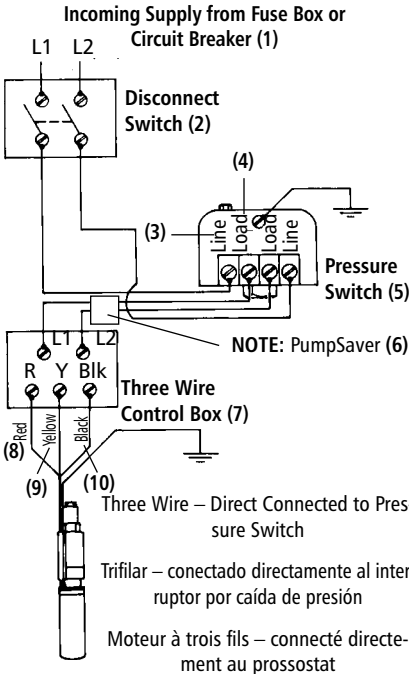 Incoming Supply from Fuse Box or
Circuit Breaker (1)
L1 L2
Disconnect
Switch (2)
(4)
(3)
Line
Load
Load
Line
Pressure
Switch (5)
NOTE: PumpSaver (6)
L1 L2
R Y Blk
Three Wire
Control Box (7)
Red
Yellow
Black
(8)
(9)
(10)
Three Wire – Direct Connected to Pres-
sure Switch
Trifilar – conectado directamente al inter-
ruptor por caída de presión
Moteur à trois fils – connecté directe-
ment au prossostat